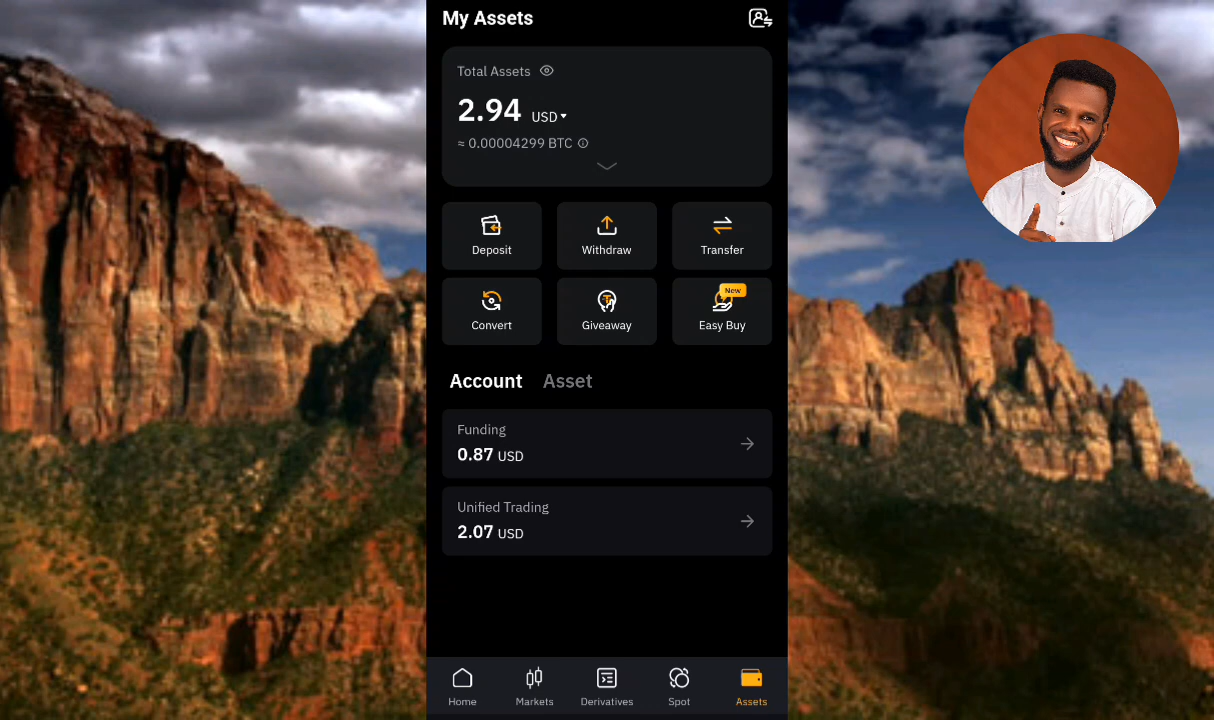 My Assets
Total Assets
2.94 USD
≈ 0.00004299 BTC
Deposit
Withdraw
Transfer
New
Convert
Giveaway
Easy Buy
Account Asset
Funding
0.87 USD
Unified Trading
2.07 USD
Home
Markets
Derivatives
Spot
Assets